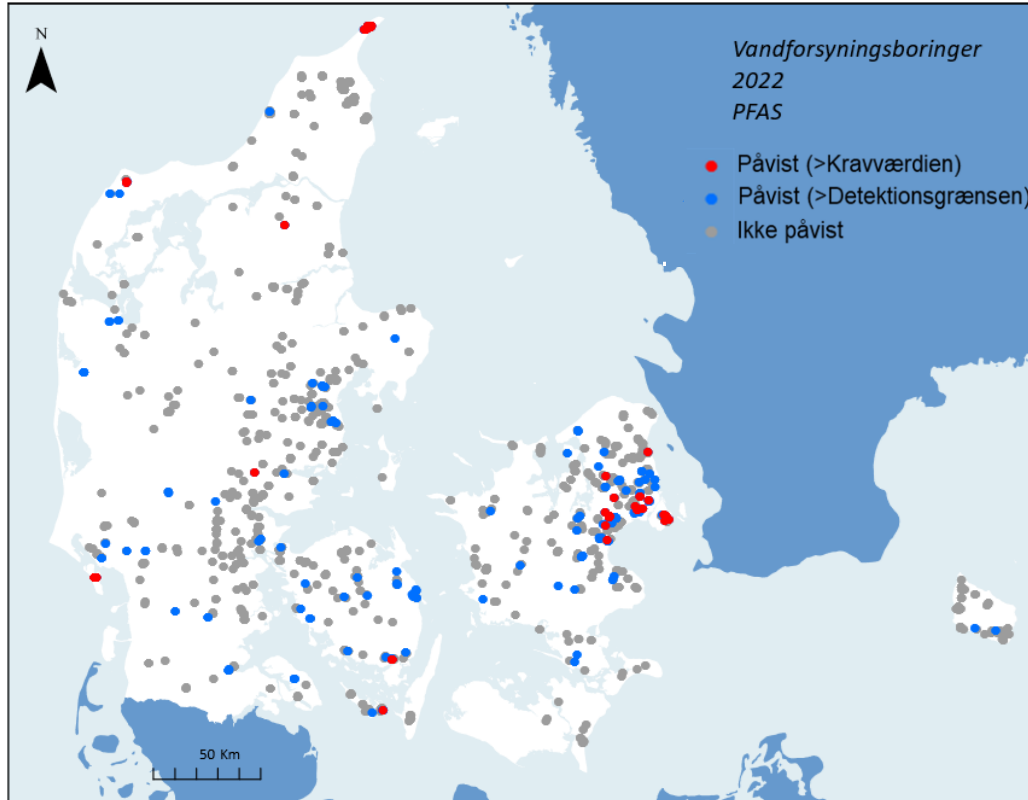 N
Vandforsyningsboringer
2022
PFAS
Påvist (>Kravværdien)
Påvist (>Detektionsgrænsen)
Ikke påvist
50 Km